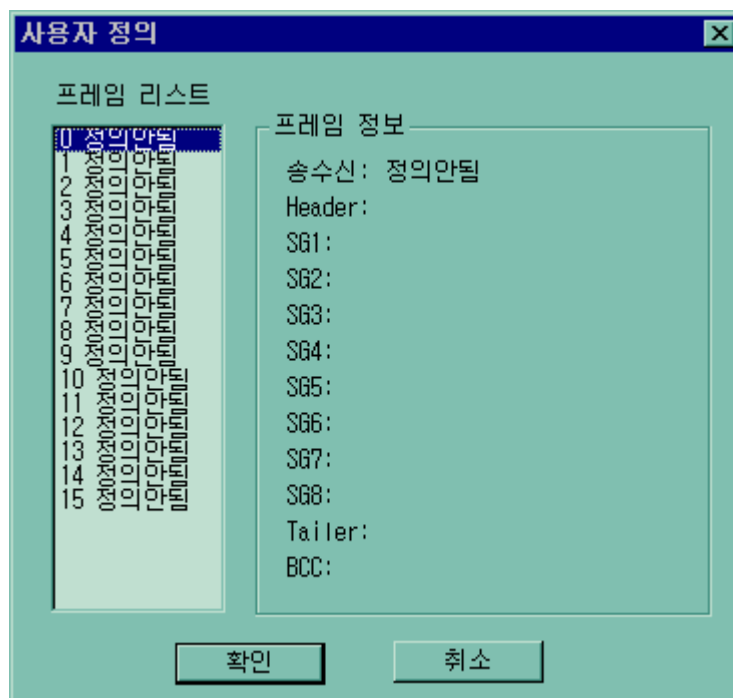 사용자 정의
프레임 리스트
0 정의안됨
1 정의안됨
2 정의안됨
3 정의안됨
4 정의안됨
5 정의안됨
6 정의안됨
7 정의안됨
8 정의안됨
9 정의안됨
10 정의안됨
11 정의안됨
12 정의안됨
13 정의안됨
14 정의안됨
15 정의안됨
프레임 정보
송수신: 정의안됨
Header:
SG1:
SG2:
SG3:
SG4:
SG5:
SG6:
SG7:
SG8:
Tailer:
BCC:
확인
취소